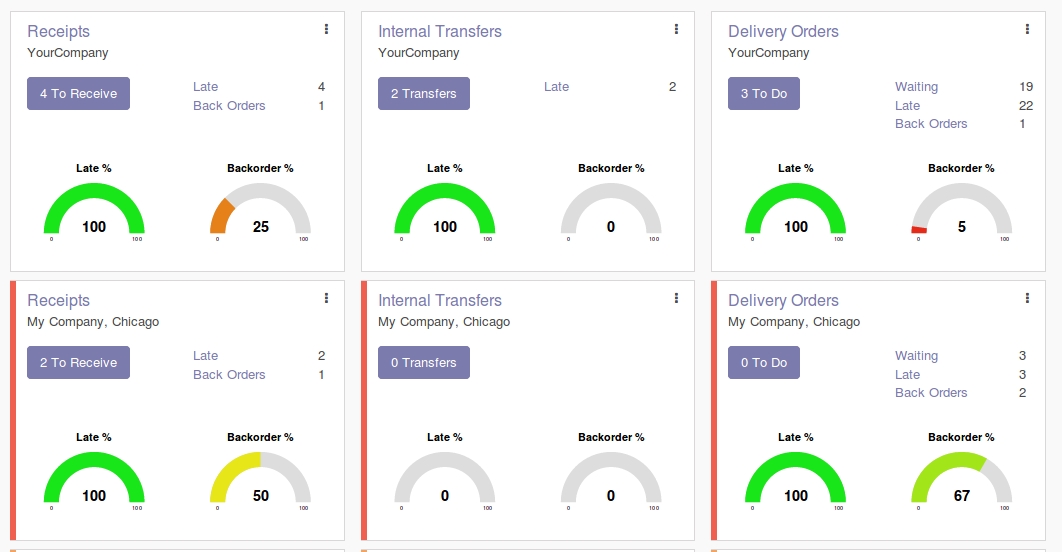 Receipts
YourCompany
4 To Receive
Late 4
Back Orders 1
Late %
100
0 100
Backorder %
25
0 100
Internal Transfers
YourCompany
2 Transfers
Late 2
Late %
100
0 100
Backorder %
0
0 100
Delivery Orders
YourCompany
3 To Do
Waiting 19
Late 22
Back Orders 1
Late %
100
0 100
Backorder %
5
0 100
Receipts
My Company, Chicago
2 To Receive
Late 2
Back Orders 1
Late %
100
0 100
Backorder %
50
0 100
Internal Transfers
My Company, Chicago
0 Transfers
Late %
0
0 100
Backorder %
0
0 100
Delivery Orders
My Company, Chicago
0 To Do
Waiting 3
Late 3
Back Orders 2
Late %
100
0 100
Backorder %
67
0 100